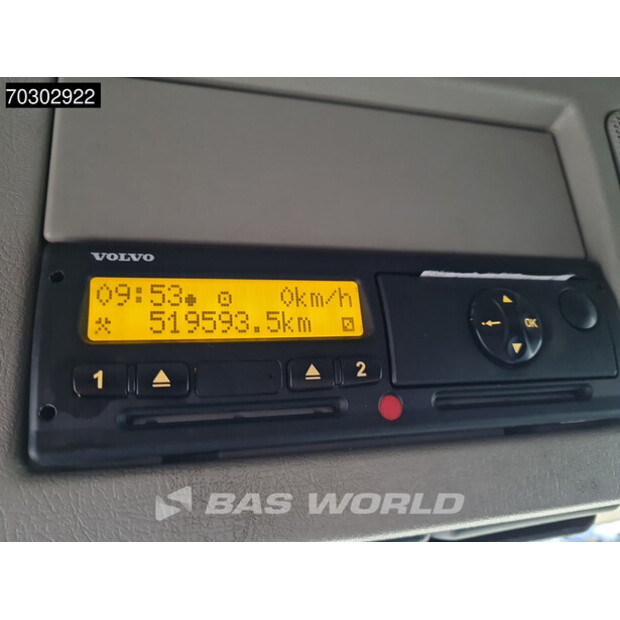 70302922
VOLVO
09:53 0km/h
519593.5km
1 2
OK
BAS WORLD